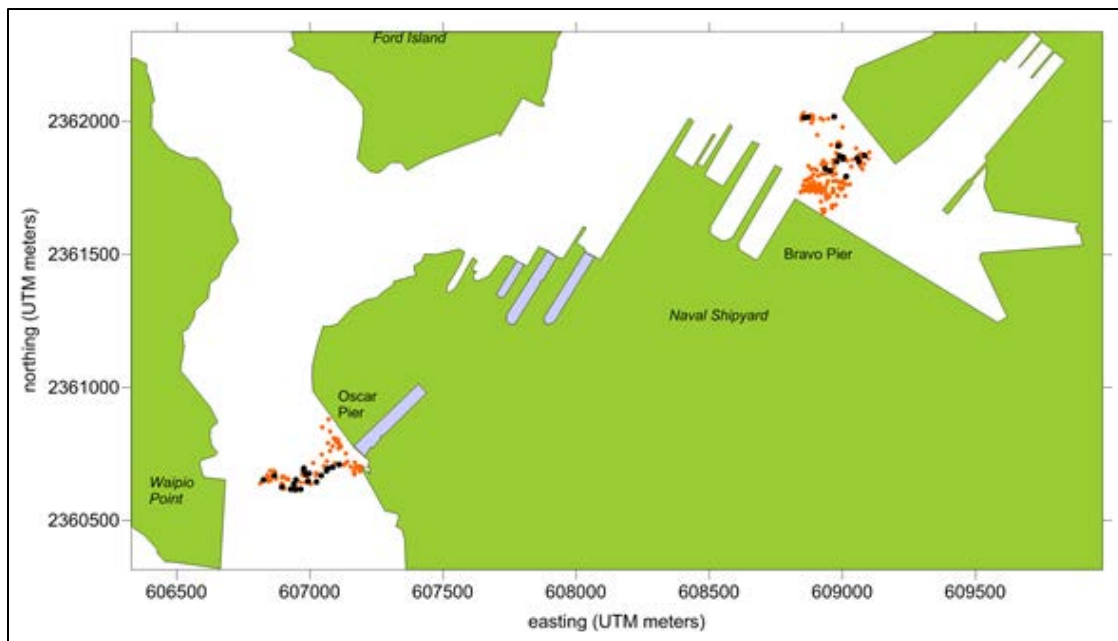 Ford Island
2362000
2361500
Bravo Pier
Naval Shipyard
northing (UTM meters)
2361000
Oscar
Pier
Waipio
Point
2360500
606500 607000 607500 608000 608500 609000 609500
easting (UTM meters)